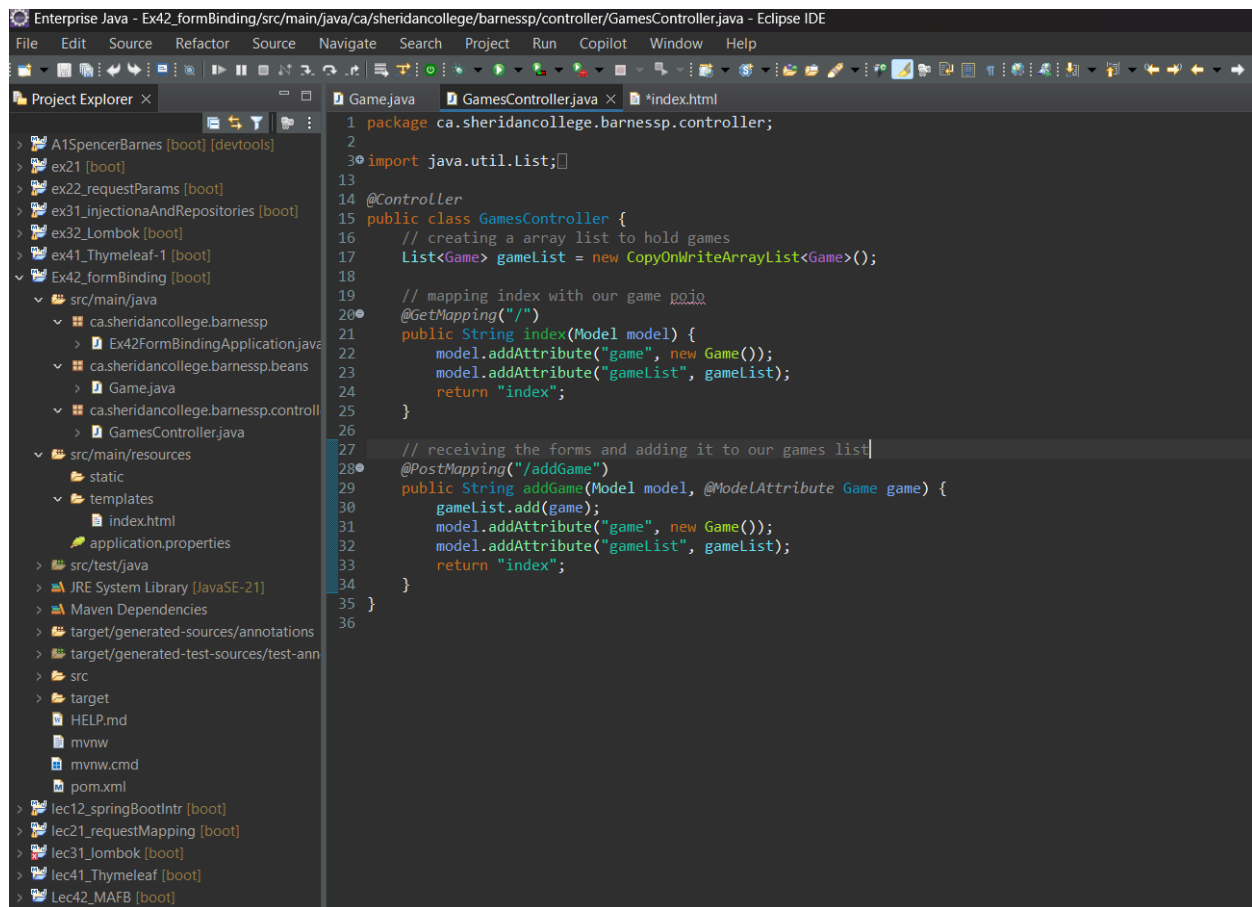 Enterprise Java - Ex42_formBinding/src/main/java/ca/sheridancollege/barnessp/controller/GamesController.java - Eclipse IDE
File Edit Source Refactor Source Navigate Search Project Run Copilot Window Help
Project Explorer
A1SpencerBarnes [boot] [devtools]
ex21 [boot]
ex22_requestParams [boot]
ex31_injectionaAndRepositories [boot]
ex32_Lombok [boot]
ex41_Thymeleaf-1 [boot]
Ex42_formBinding [boot]
src/main/java
ca.sheridancollege.barnessp
Ex42FormBindingApplication.java
ca.sheridancollege.barnessp.beans
Game.java
ca.sheridancollege.barnessp.controll
GamesController.java
src/main/resources
static
templates
index.html
application.properties
src/test/java
JRE System Library [JavaSE-21]
Maven Dependencies
target/generated-sources/annotations
target/generated-test-sources/test-ann
src
target
HELP.md
mvnw
mvnw.cmd
pom.xml
lec12_springBootIntr [boot]
lec21_requestMapping [boot]
lec31_lombok [boot]
lec41_Thymeleaf [boot]
Lec42_MAFB [boot]
Game.java GamesController.java *index.html
1 package ca.sheridancollege.barnessp.controller;
2
3 import java.util.List;
13
14 @Controller
15 public class GamesController {
16 // creating a array list to hold games
17 List<Game> gameList = new CopyOnWriteArrayList<Game>();
18
19 // mapping index with our game pojo
20 @GetMapping("/")
21 public String index(Model model) {
22 model.addAttribute("game", new Game());
23 model.addAttribute("gameList", gameList);
24 return "index";
25 }
26
27 // receiving the forms and adding it to our games list
28 @PostMapping("/addGame")
29 public String addGame(Model model, @ModelAttribute Game game) {
30 gameList.add(game);
31 model.addAttribute("game", new Game());
32 model.addAttribute("gameList", gameList);
33 return "index";
34 }
35 }
36